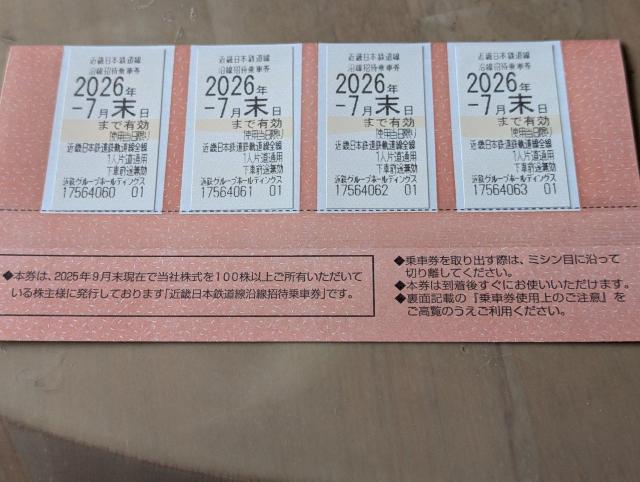 近畿日本鉄道線
沿線招待乗車券
2026年
-7月末日
まで有効
使用当日限り
近畿日本鉄道鉄軌道線全線
1人片道通用
下車前途無効
近鉄グループホールディングス
17564060 01
近畿日本鉄道線
沿線招待乗車券
2026年
-7月末日
まで有効
使用当日限り
近畿日本鉄道鉄軌道線全線
1人片道通用
下車前途無効
近鉄グループホールディングス
17564061 01
近畿日本鉄道線
沿線招待乗車券
2026年
-7月末日
まで有効
使用当日限り
近畿日本鉄道鉄軌道線全線
1人片道通用
下車前途無効
近鉄グループホールディングス
17564062 01
近畿日本鉄道線
沿線招待乗車券
2026年
-7月末日
まで有効
使用当日限り
近畿日本鉄道鉄軌道線全線
1人片道通用
下車前途無効
近鉄グループホールディングス
17564063 01
◆本券は、2025年9月末現在で当社株式を100株以上ご所有いただいて
いる株主様に発行しております「近畿日本鉄道線沿線招待乗車券」です。
◆乗車券を取り出す際は、ミシン目に沿って
切り離してください。
◆本券は到着後すぐにお使いいただけます。
◆裏面記載の『乗車券使用上のご注意』を
ご高覧のうえご利用ください。